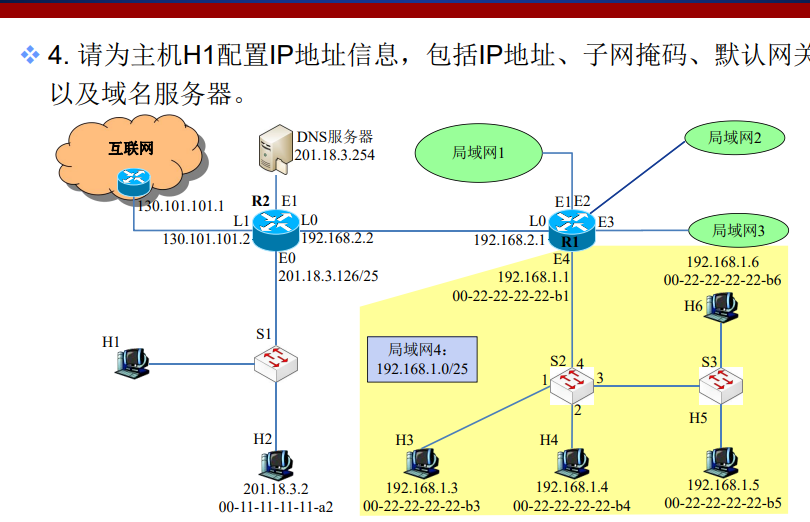 4. 请为主机H1配置IP地址信息，包括IP地址、子网掩码、默认网关
以及域名服务器。
互联网
130.101.101.1
DNS服务器
201.18.3.254
局域网1
局域网2
局域网3
R2 E1
L1
L0
130.101.101.2
192.168.2.2
E0
201.18.3.126/25
E1 E2
L0
E3
192.168.2.1
R1
E4
192.168.1.1
00-22-22-22-22-b1
192.168.1.6
00-22-22-22-22-b6
H6
H1
S1
局域网4：
192.168.1.0/25
S2
4
1
3
2
S3
H5
H2
201.18.3.2
00-11-11-11-11-a2
H3
192.168.1.3
00-22-22-22-22-b3
H4
192.168.1.4
00-22-22-22-22-b4
192.168.1.5
00-22-22-22-22-b5